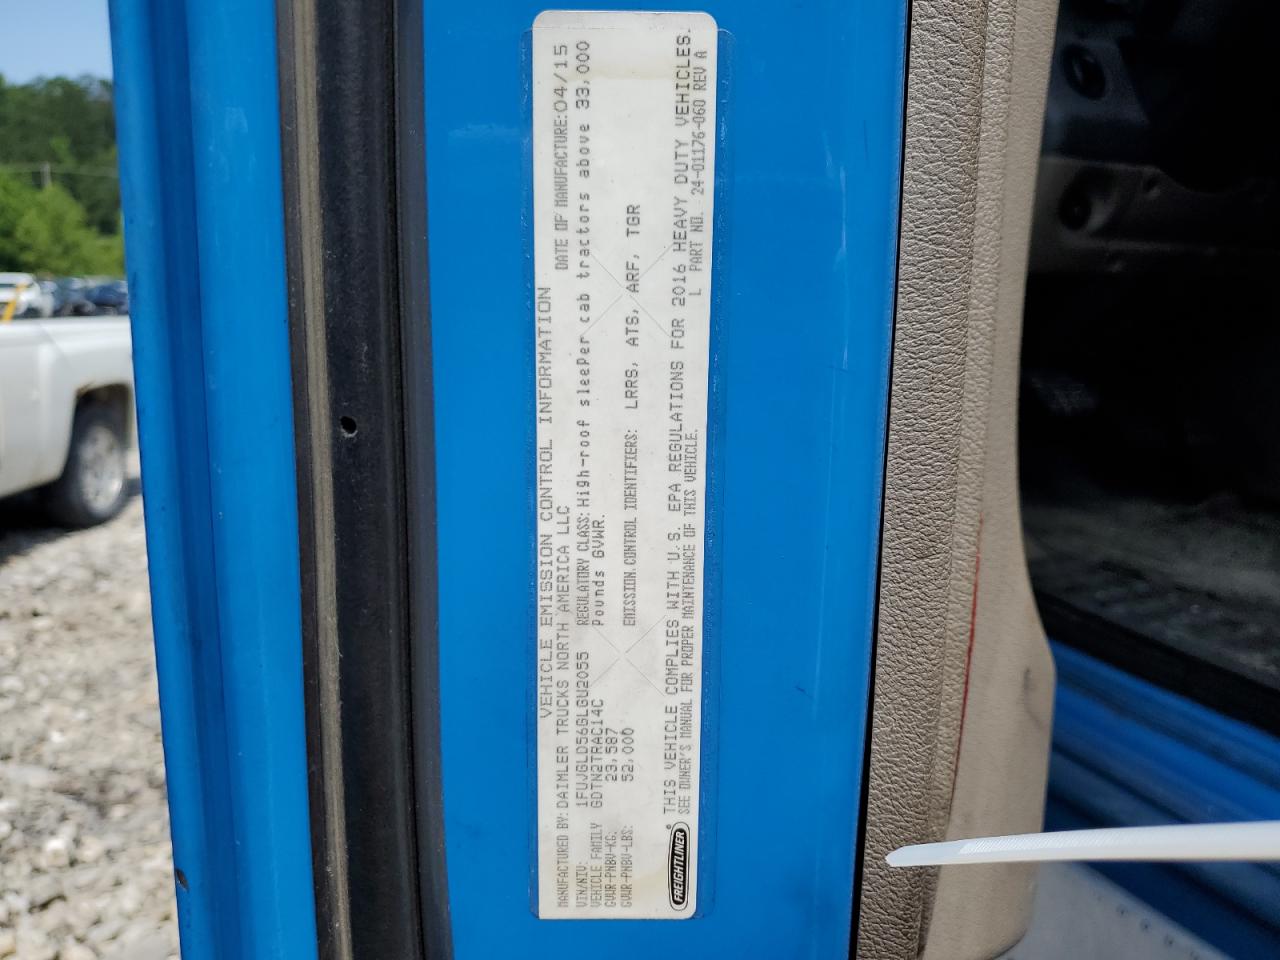 VEHICLE EMISSION CONTROL INFORMATION
MANUFACTURED BY: DAIMLER TRUCKS NORTH AMERICA LLC DATE OF MANUFACTURE: 04/15
VIN/NIV: 1FUJGLD56GLGU2055 REGULATORY CLASS: High-roof sleeper cab tractors above 33,000
VEHICLE FAMILY GDTN2TRAC14C Pounds GVWR.
GVWR-PNBV-KG: 23,587
GVWR-PNBV-LBS: 52,000 EMISSION CONTROL IDENTIFIERS: LRRS, ATS, ARF, TGR
THIS VEHICLE COMPLIES WITH U.S. EPA REGULATIONS FOR 2016 HEAVY DUTY VEHICLES.
SEE OWNER'S MANUAL FOR PROPER MAINTENANCE OF THIS VEHICLE. L PART NO. 24-01176-060 REV A
FREIGHTLINER®